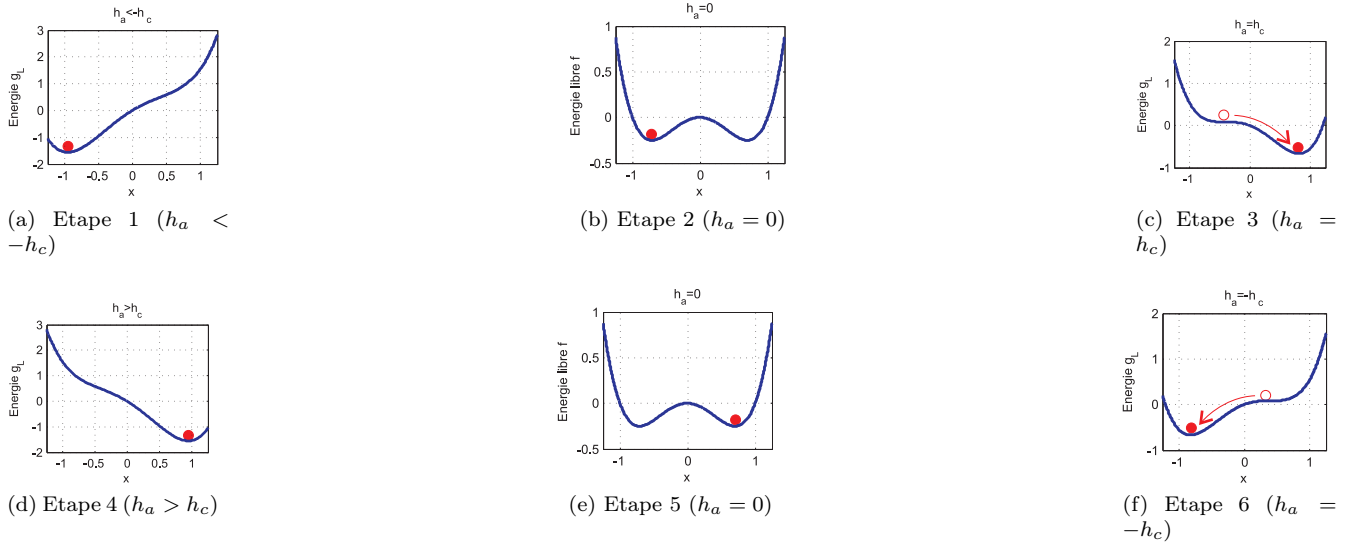 h_a<-h_c
Energie g_L
3
2
1
0
-1
-2
-1
-0.5
0
0.5
1
x
(a) Etape 1 (h_a <
−h_c)
h_a=0
Energie libre f
1
0.5
0
-0.5
-1
0
1
x
(b) Etape 2 (h_a = 0)
h_a=h_c
Energie g_L
2
1
0
-1
-1
0
1
x
(c) Etape 3 (h_a =
h_c)
h_a>h_c
Energie g_L
3
2
1
0
-1
-2
-1
-0.5
0
0.5
1
x
(d) Etape 4 (h_a > h_c)
h_a=0
Energie libre f
1
0.5
0
-0.5
-1
0
1
x
(e) Etape 5 (h_a = 0)
h_a=-h_c
Energie g_L
2
1
0
-1
-1
0
1
x
(f) Etape 6 (h_a =
−h_c)